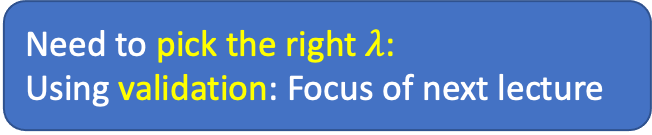 Need to pick the right λ:
Using validation: Focus of next lecture